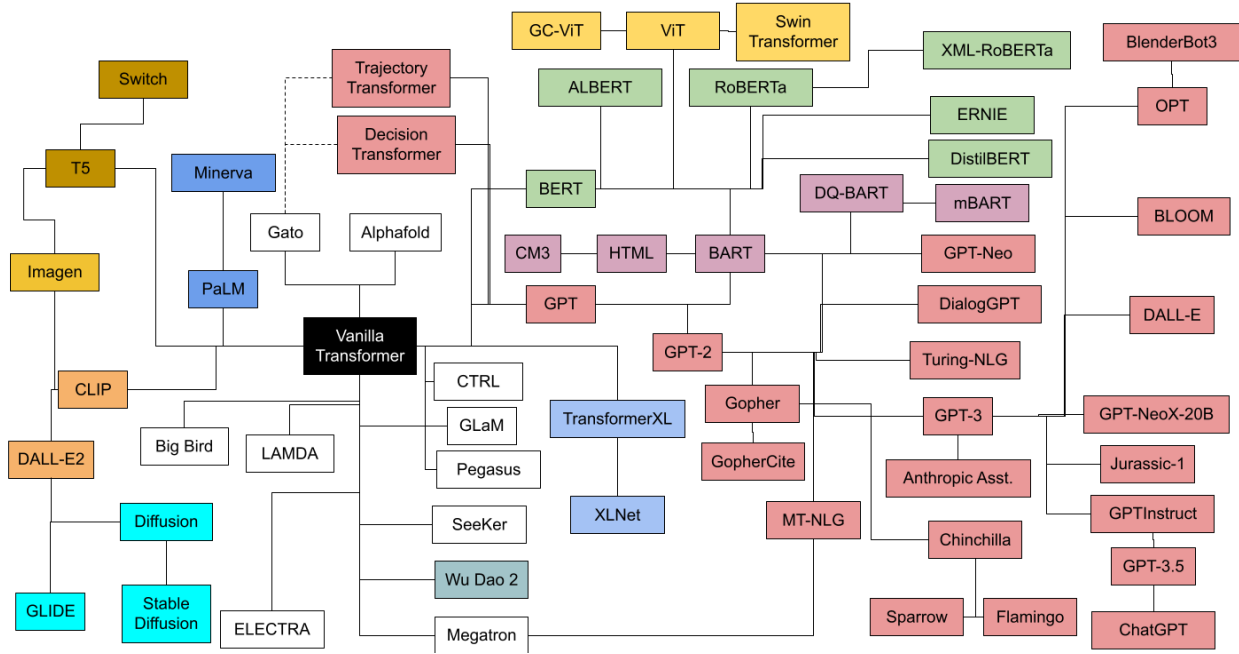 GC-ViT
ViT
Swin
Transformer
BlenderBot3
XML-RoBERTa
Trajectory
Transformer
Switch
ALBERT
RoBERTa
OPT
ERNIE
Decision
Transformer
DistilBERT
T5
Minerva
BERT
DQ-BART
mBART
BLOOM
Gato
Alphafold
CM3
HTML
BART
GPT-Neo
Imagen
PaLM
GPT
DialogGPT
DALL-E
Vanilla
Transformer
GPT-2
Turing-NLG
CTRL
CLIP
Gopher
GPT-3
GPT-NeoX-20B
TransformerXL
GLaM
Big Bird
LAMDA
DALL-E2
GopherCite
Jurassic-1
Pegasus
Anthropic Asst.
Diffusion
SeeKer
XLNet
MT-NLG
GPTInstruct
Chinchilla
GPT-3.5
Wu Dao 2
GLIDE
Stable
Diffusion
Sparrow
Flamingo
ELECTRA
Megatron
ChatGPT